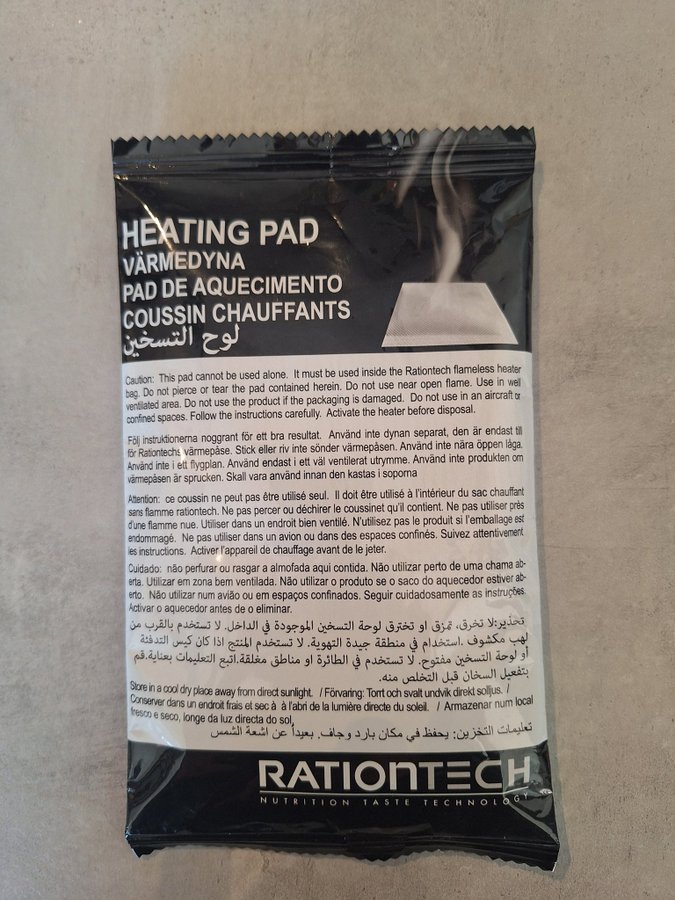 HEATING PAD
VÄRMEDYNA
PAD DE AQUECIMENTO
COUSSIN CHAUFFANTS
لوح التسخين
Caution: This pad cannot be used alone. It must be used inside the Rationtech flameless heater
bag. Do not pierce or tear the pad contained herein. Do not use near open flame. Use in well
ventilated area. Do not use the product if the packaging is damaged. Do not use in an aircraft or
confined spaces. Follow the instructions carefully. Activate the heater before disposal.
Följ instruktionerna noggrant för ett bra resultat. Använd inte dynan separat, den är endast till
för Rationtechs värmepåse. Stick eller riv inte sönder värmepåsen. Använd inte nära öppen låga.
Använd inte i ett flygplan. Använd endast i ett väl ventilerat utrymme. Använd inte produkten om
värmepåsen är sprucken. Skall vara använd innan den kastas i soporna
Attention: ce coussin ne peut pas être utilisé seul. Il doit être utilisé à l'intérieur du sac chauffant
sans flamme rationtech. Ne pas percer ou déchirer le coussinet qu'il contient. Ne pas utiliser près
d'une flamme nue. Utiliser dans un endroit bien ventilé. N'utilisez pas le produit si l'emballage est
endommagé. Ne pas utiliser dans un avion ou dans des espaces confinés. Suivez attentivement
les instructions. Activer l'appareil de chauffage avant de le jeter.
Cuidado: não perfurar ou rasgar a almofada aqui contida. Não utilizar perto de uma chama ab-
erta. Utilizar em zona bem ventilada. Não utilizar o produto se o saco do aquecedor estiver ab-
erto. Não utilizar num avião ou em espaços confinados. Seguir cuidadosamente as instruções.
Activar o aquecedor antes de o eliminar.
تحذير:لا تخرق، تمزق او تخترق لوحة التسخين الموجودة في الداخل. لا تستخدم بالقرب من
لهب مكشوف .استخدام في منطقة جيدة التهوية. لا تستخدم المنتج اذا كان كيس التدفئة
أو لوحة التسخين مفتوح. لا تستخدم في الطائرة او مناطق مغلقة.اتبع التعليمات بعناية.قم
بتفعيل السخان قبل التخلص منه.
Store in a cool dry place away from direct sunlight. / Förvaring: Torrt och svalt undvik direkt solljus. /
Conserver dans un endroit frais et sec à à l'abri de la lumière directe du soleil. / Armazenar num local
fresco e seco, longe da luz directa do sol.
تعليمات التخزين: يحفظ في مكان بارد وجاف. بعيداً عن اشعة الشمس
RATIONTECH
NUTRITION TASTE TECHNOLOGY